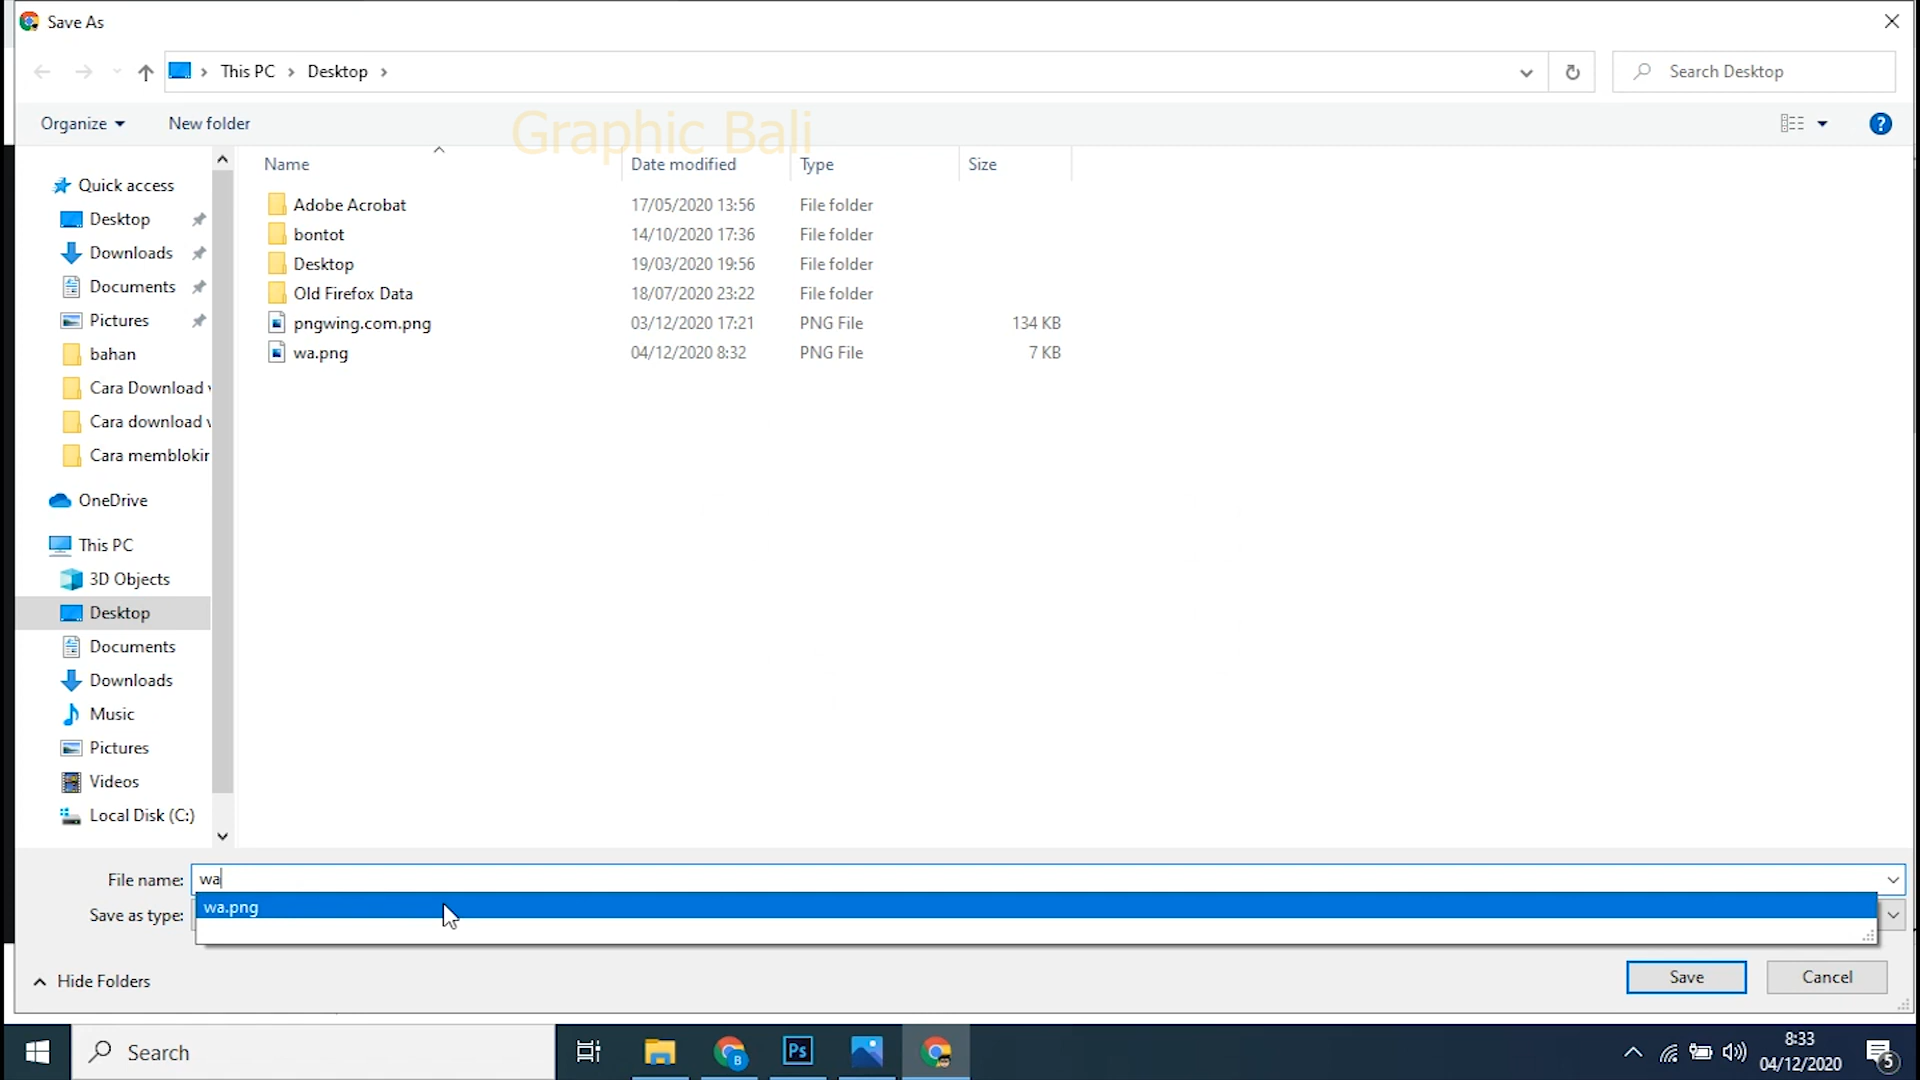 Save As
This PC Desktop
Search Desktop
Organize New folder
Graphic Bali
Name Date modified Type Size
Adobe Acrobat 17/05/2020 13:56 File folder
bontot 14/10/2020 17:36 File folder
Desktop 19/03/2020 19:56 File folder
Old Firefox Data 18/07/2020 23:22 File folder
pngwing.com.png 03/12/2020 17:21 PNG File 134 KB
wa.png 04/12/2020 8:32 PNG File 7 KB
Quick access
Desktop
Downloads
Documents
Pictures
bahan
Cara Download
Cara download v
Cara memblokir
OneDrive
This PC
3D Objects
Desktop
Documents
Downloads
Music
Pictures
Videos
Local Disk (C:)
File name: wa
wa.png
Save as type:
Hide Folders
Save Cancel
Search
Ps
B
8:33
04/12/2020
5